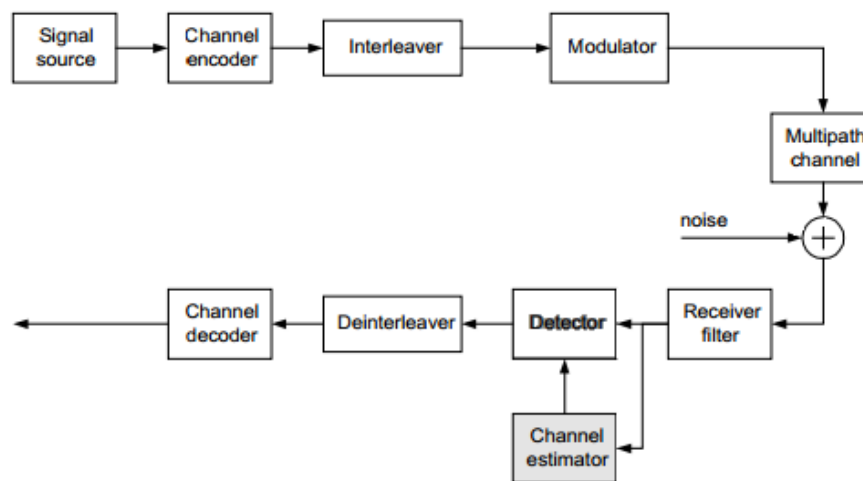 Signal
source
Channel
encoder
Interleaver
Modulator
Multipath
channel
noise
Channel
decoder
Deinterleaver
Detector
Receiver
filter
Channel
estimator